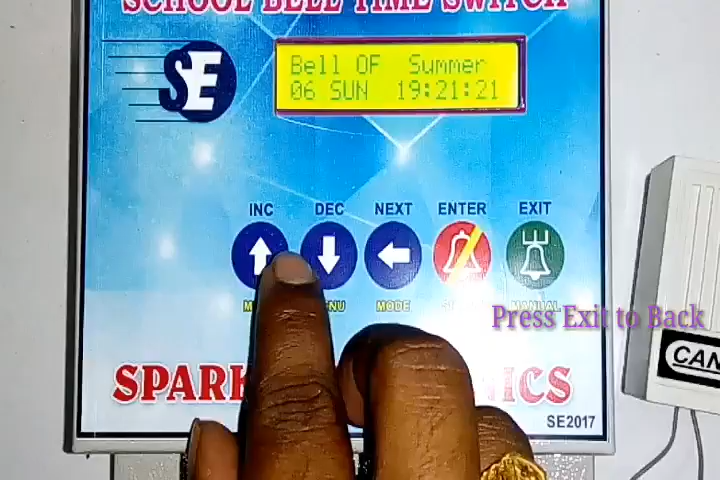 SCHOOL BELL TIME SWITCH
SE
Bell OF Summer
06 SUN 19:21:21
INC DEC NEXT ENTER EXIT
MODE MANUAL
Press Exit to Back
CAN
SPARK
SE2017